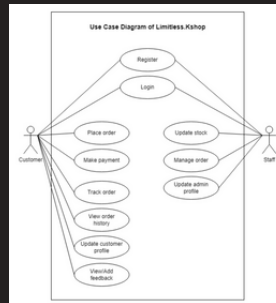 Use Case Diagram of Limitless.Kshop
Register
Login
Place order
Update stock
Customer
Make payment
Manage order
Staff
Track order
Update admin
profile
View order
history
Update customer
profile
View/Add
feedback